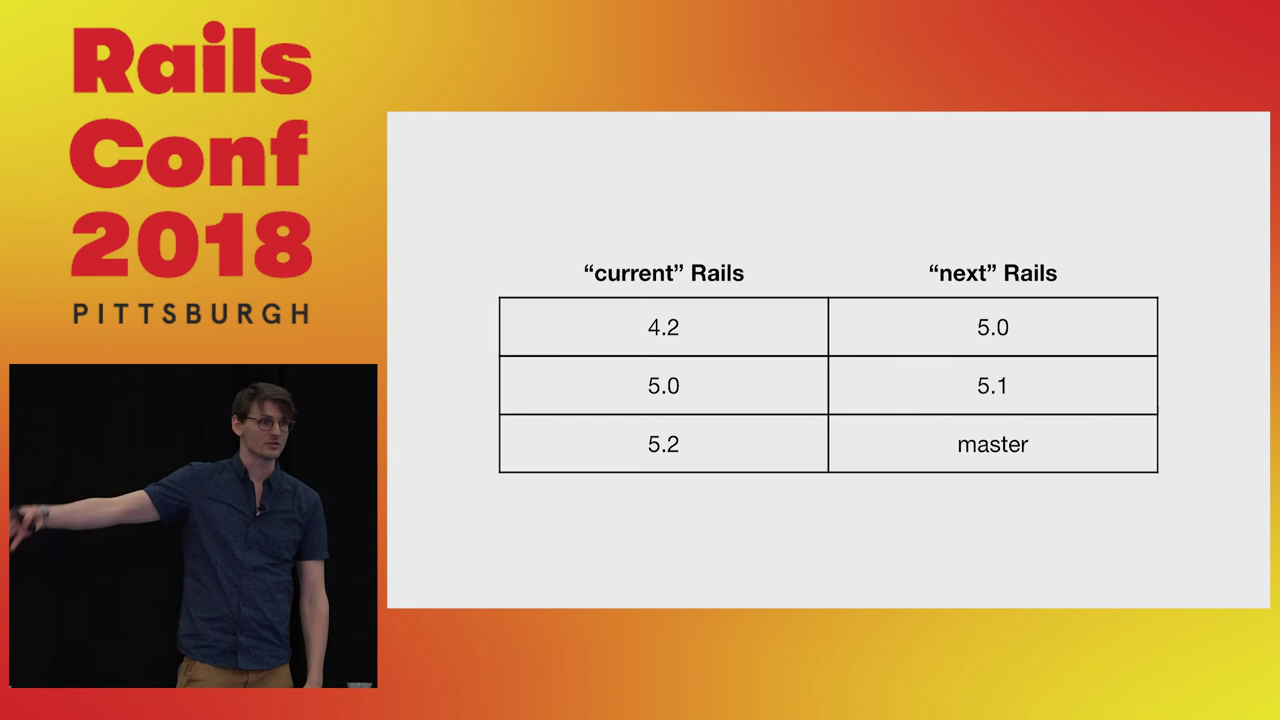 Rails
Conf
2018
PITTSBURGH
“current” Rails “next” Rails
4.2 5.0
5.0 5.1
5.2 master